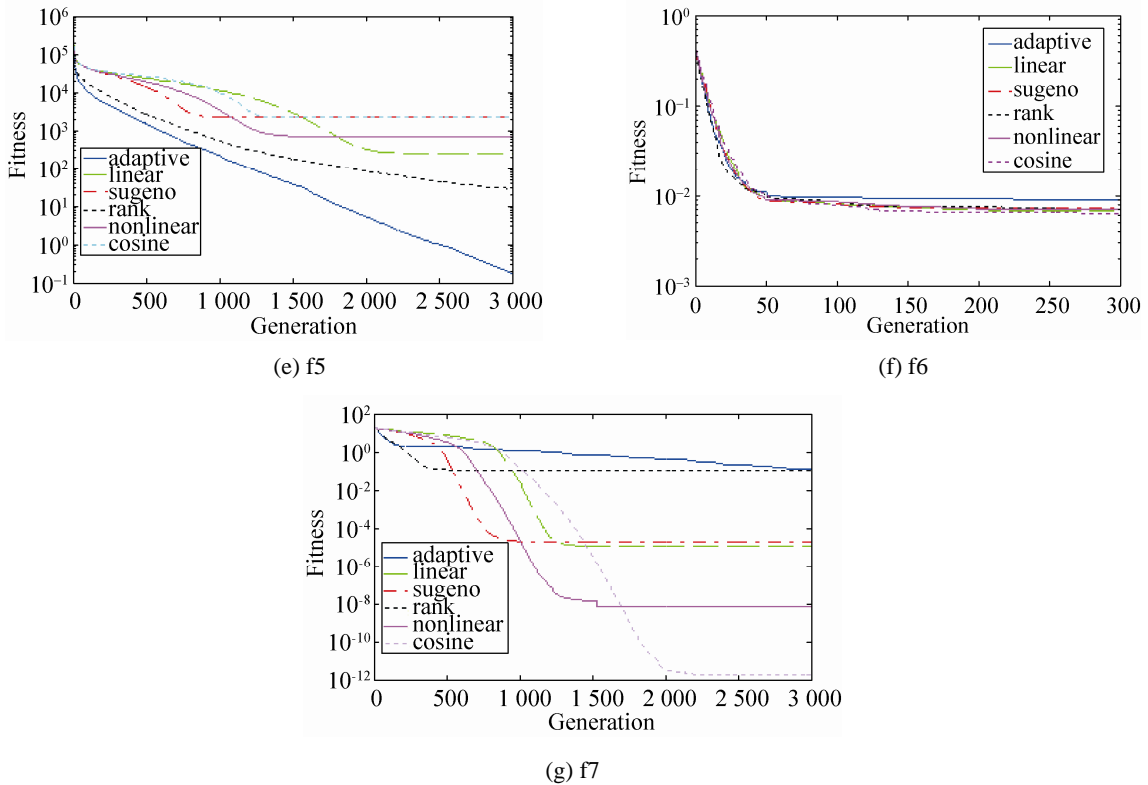 10^6
10^5
10^4
10^3
10^2
10^1
10^0
10^-1
Fitness
adaptive
linear
sugeno
rank
nonlinear
cosine
0 500 1 000 1 500 2 000 2 500 3 000
Generation
(e) f5
10^0
10^-1
10^-2
10^-3
Fitness
adaptive
linear
sugeno
rank
nonlinear
cosine
0 50 100 150 200 250 300
Generation
(f) f6
10^2
10^0
10^-2
10^-4
10^-6
10^-8
10^-10
10^-12
Fitness
adaptive
linear
sugeno
rank
nonlinear
cosine
0 500 1 000 1 500 2 000 2 500 3 000
Generation
(g) f7